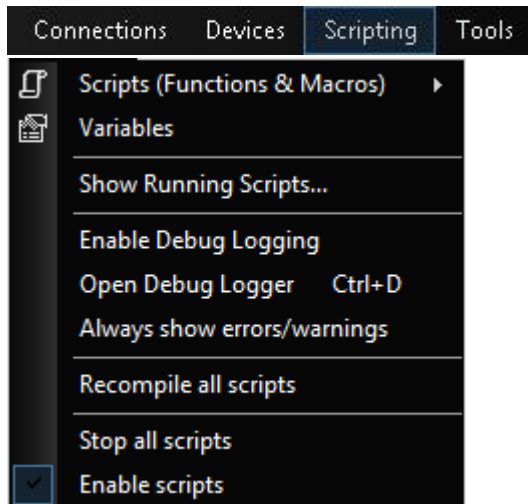 Connections Devices Scripting Tools
Scripts (Functions & Macros)
Variables
Show Running Scripts...
Enable Debug Logging
Open Debug Logger Ctrl+D
Always show errors/warnings
Recompile all scripts
Stop all scripts
Enable scripts